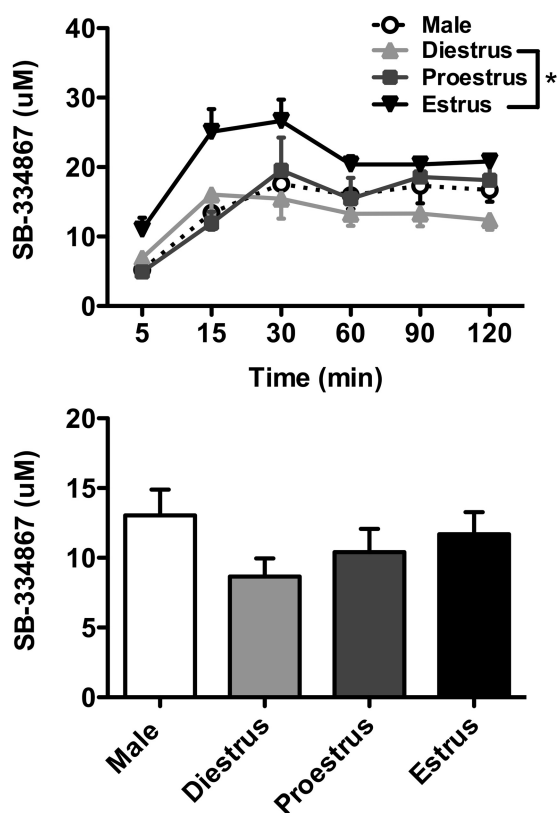 40
30
20
10
0
SB-334867 (uM)
Male
Diestrus
Proestrus
Estrus
*
5 15 30 60 90 120
Time (min)
20
15
10
5
0
SB-334867 (uM)
Male Diestrus Proestrus Estrus